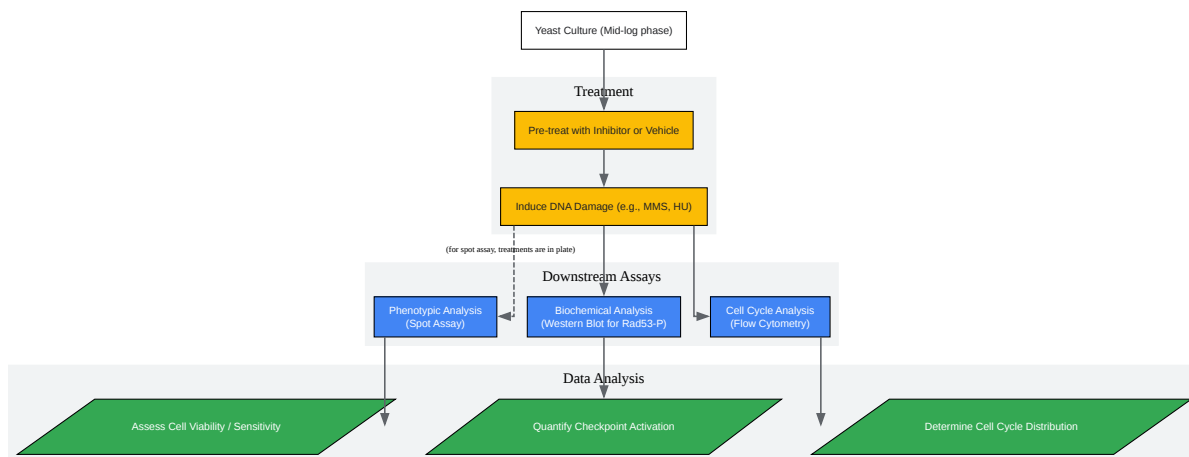 Yeast Culture (Mid-log phase)
Treatment
Pre-treat with Inhibitor or Vehicle
Induce DNA Damage (e.g., MMS, HU)
(for spot assay, treatments are in plate)
Downstream Assays
Phenotypic Analysis
(Spot Assay)
Biochemical Analysis
(Western Blot for Rad53-P)
Cell Cycle Analysis
(Flow Cytometry)
Data Analysis
Assess Cell Viability / Sensitivity
Quantify Checkpoint Activation
Determine Cell Cycle Distribution